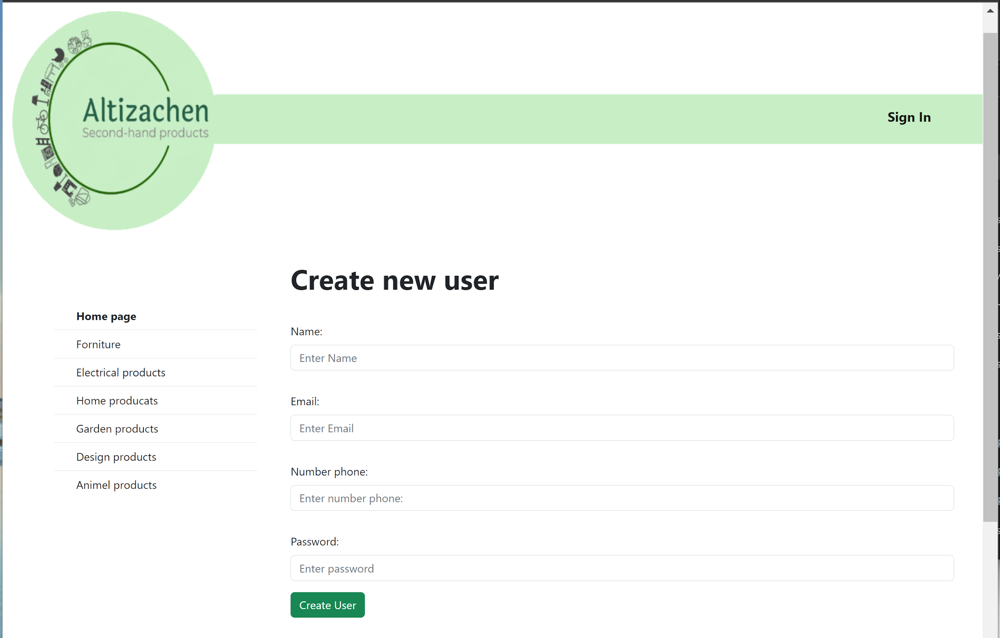 Altizachen
Second-hand products
Sign In
Create new user
Home page
Forniture
Electrical products
Home producats
Garden products
Design products
Animel products
Name:
Enter Name
Email:
Enter Email
Number phone:
Enter number phone:
Password:
Enter password
Create User